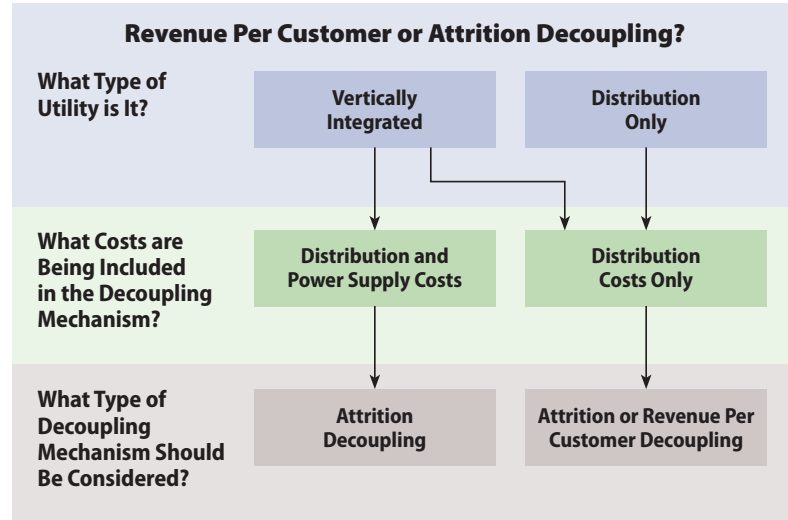 Revenue Per Customer or Attrition Decoupling?
What Type of
Utility is It?
Vertically
Integrated
Distribution
Only
What Costs are
Being Included
in the Decoupling
Mechanism?
Distribution and
Power Supply Costs
Distribution
Costs Only
What Type of
Decoupling
Mechanism Should
Be Considered?
Attrition
Decoupling
Attrition or Revenue Per
Customer Decoupling